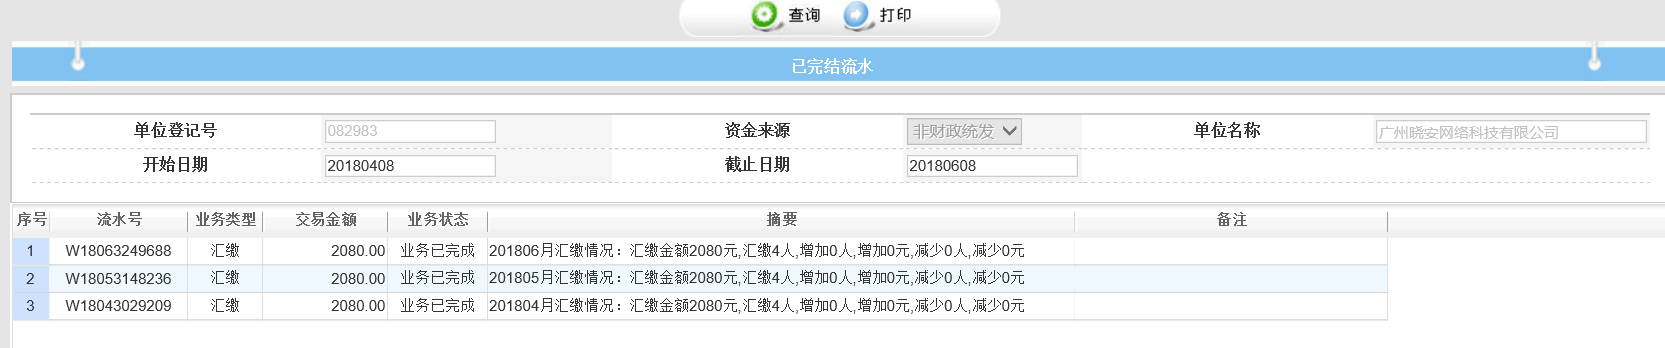 查询 打印
已完结流水
单位登记号 082983 资金来源 非财政统发 单位名称 广州晓安网络科技有限公司
开始日期 20180408 截止日期 20180608
序号 流水号 业务类型 交易金额 业务状态 摘要 备注
1 W18063249688 汇缴 2080.00 业务已完成 201806月汇缴情况：汇缴金额2080元,汇缴4人,增加0人,增加0元,减少0人,减少0元
2 W18053148236 汇缴 2080.00 业务已完成 201805月汇缴情况：汇缴金额2080元,汇缴4人,增加0人,增加0元,减少0人,减少0元
3 W18043029209 汇缴 2080.00 业务已完成 201804月汇缴情况：汇缴金额2080元,汇缴4人,增加0人,增加0元,减少0人,减少0元